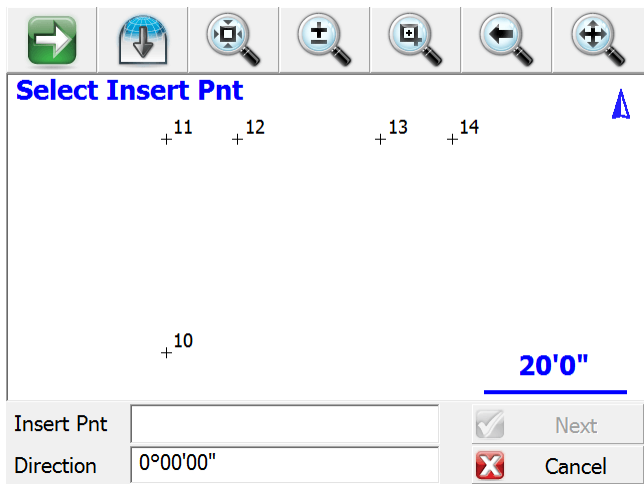 Select Insert Pnt
11 12 13 14
10
20'0"
Insert Pnt Next
Direction 0°00'00" Cancel